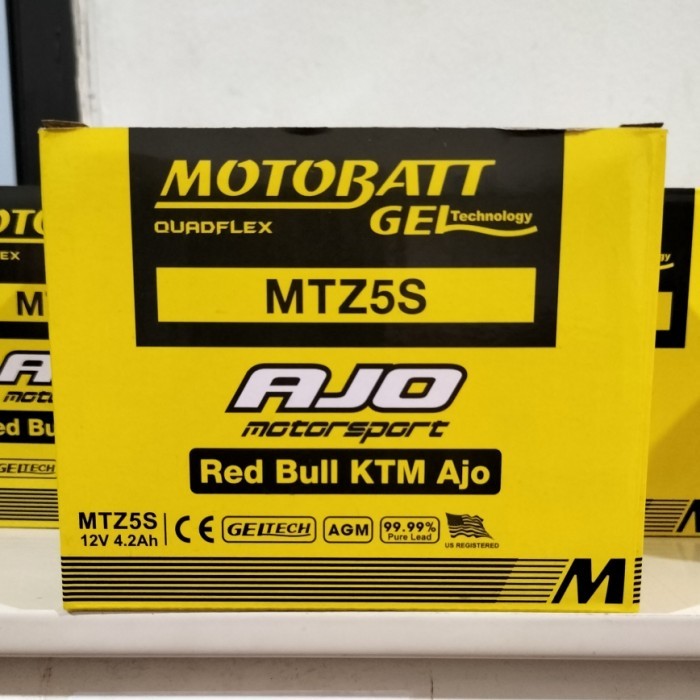 MOTOBATT
QUADFLEX
GEL Technology
MTZ5S
AJO
motorsport
Red Bull KTM Ajo
MTZ5S
12V 4.2Ah
CE
GELTECH
AGM
99.99%
Pure Lead
US REGISTERED
M